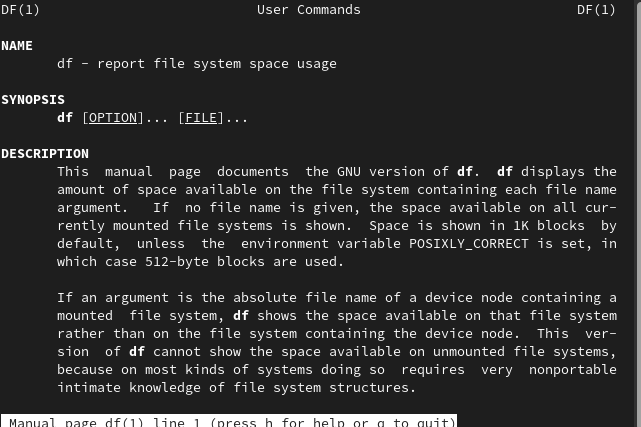 DF(1) User Commands DF(1)
NAME
df - report file system space usage
SYNOPSIS
df [OPTION]... [FILE]...
DESCRIPTION
This manual page documents the GNU version of df. df displays the
amount of space available on the file system containing each file name
argument. If no file name is given, the space available on all cur-
rently mounted file systems is shown. Space is shown in 1K blocks by
default, unless the environment variable POSIXLY_CORRECT is set, in
which case 512-byte blocks are used.
If an argument is the absolute file name of a device node containing a
mounted file system, df shows the space available on that file system
rather than on the file system containing the device node. This ver-
sion of df cannot show the space available on unmounted file systems,
because on most kinds of systems doing so requires very nonportable
intimate knowledge of file system structures.
Manual page df(1) line 1 (press h for help or q to quit)